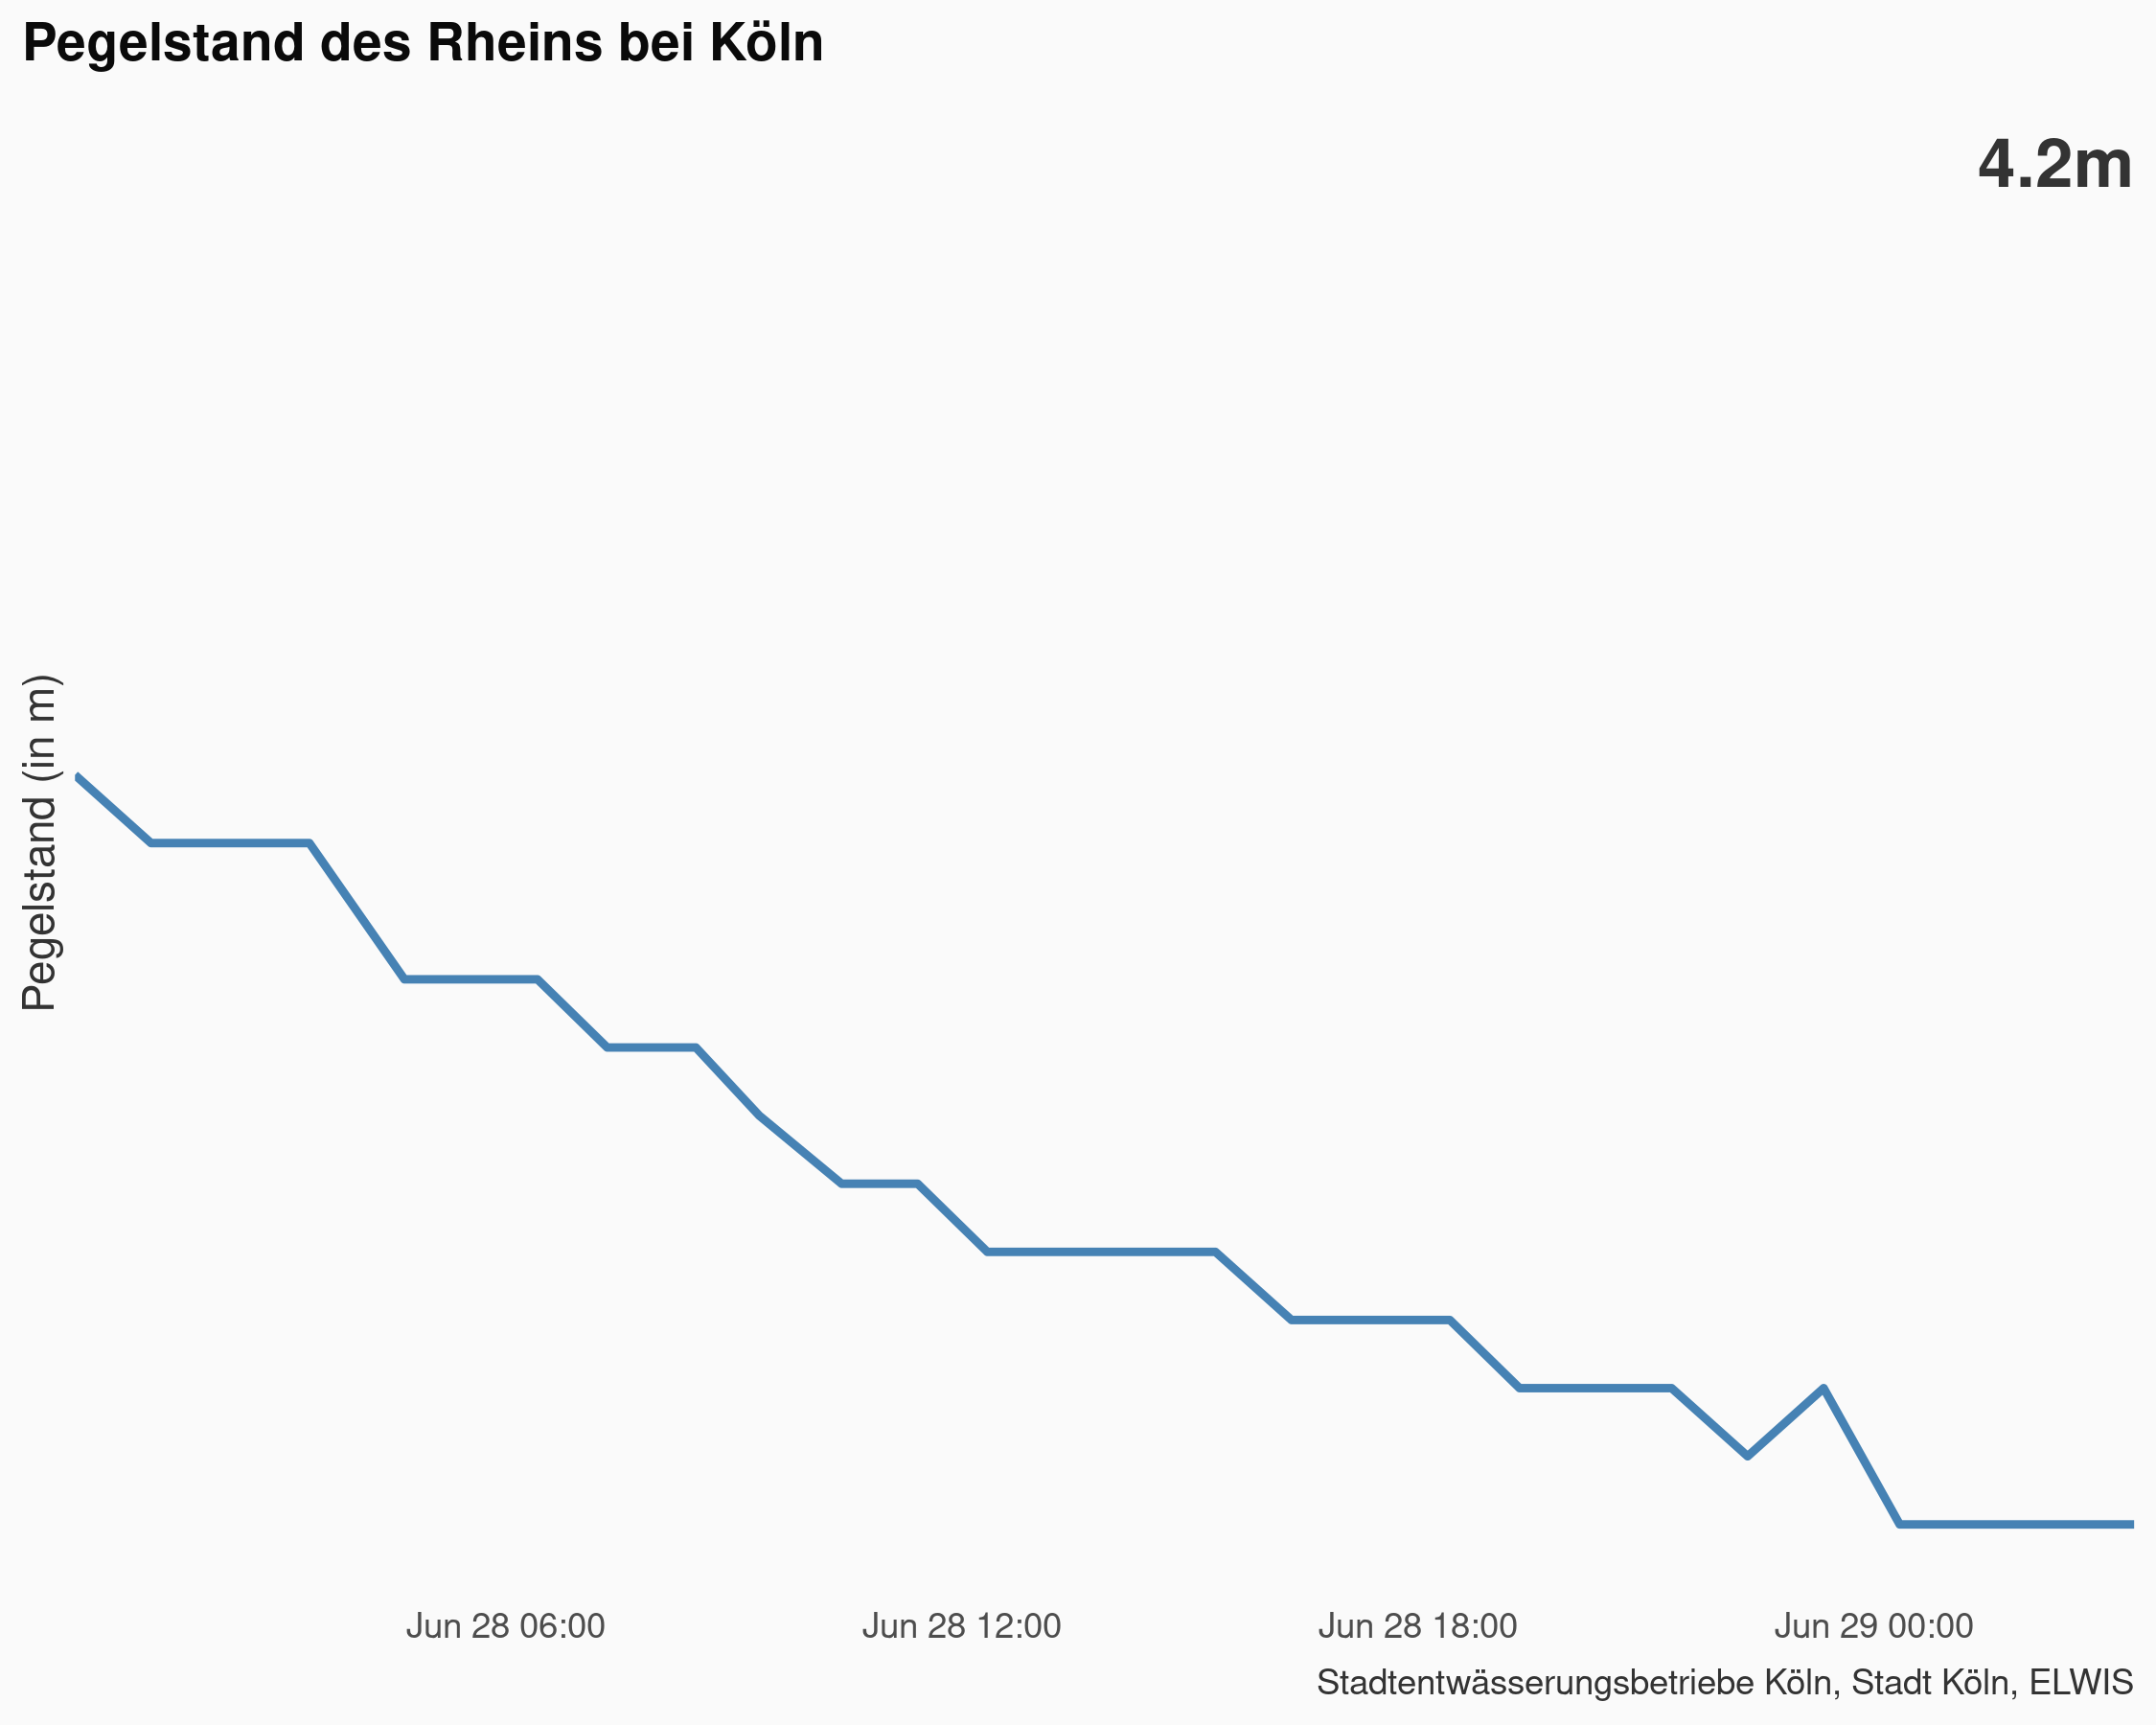 Pegelstand des Rheins bei Köln
4.2m
Pegelstand (in m)
Jun 28 06:00
Jun 28 12:00
Jun 28 18:00
Jun 29 00:00
Stadtentwässerungsbetriebe Köln, Stadt Köln, ELWIS